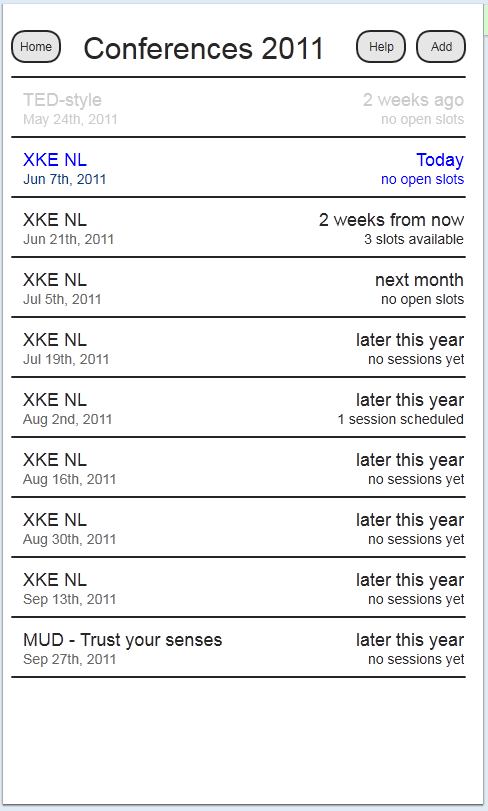 Home Conferences 2011 Help Add
TED-style 2 weeks ago
May 24th, 2011 no open slots
XKE NL Today
Jun 7th, 2011 no open slots
XKE NL 2 weeks from now
Jun 21th, 2011 3 slots available
XKE NL next month
Jul 5th, 2011 no open slots
XKE NL later this year
Jul 19th, 2011 no sessions yet
XKE NL later this year
Aug 2nd, 2011 1 session scheduled
XKE NL later this year
Aug 16th, 2011 no sessions yet
XKE NL later this year
Aug 30th, 2011 no sessions yet
XKE NL later this year
Sep 13th, 2011 no sessions yet
MUD - Trust your senses later this year
Sep 27th, 2011 no sessions yet